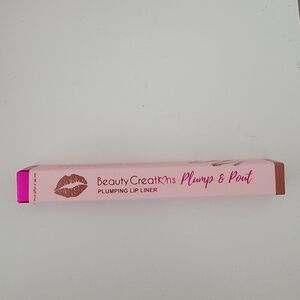 Beauty Creations Plump & Pout
PLUMPING LIP LINER